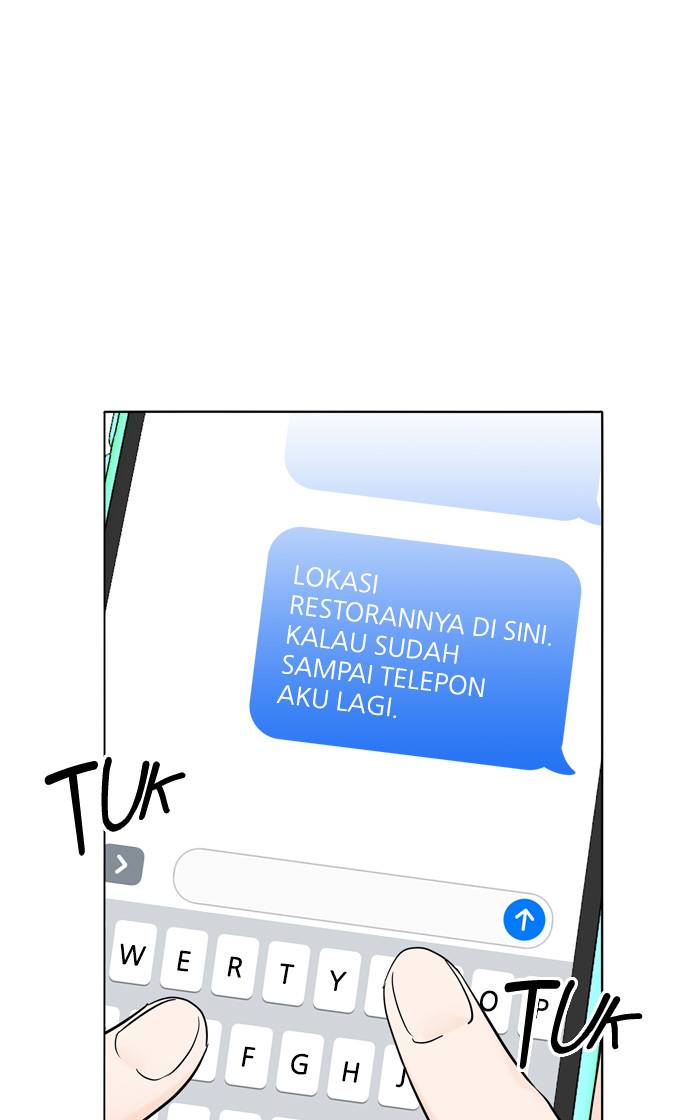 LOKASI
RESTORANNYA DI SINI.
KALAU SUDAH
SAMPAI TELEPON
AKU LAGI.
TUK
W E R T Y O P
TUK
F G H J